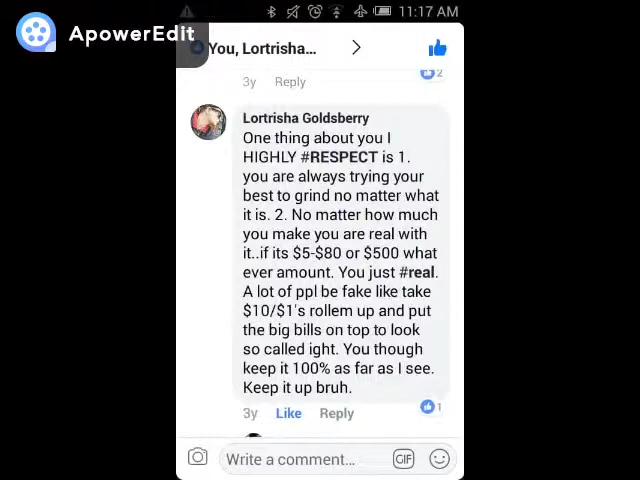 11:17 AM
ApowerEdit
You, Lortrisha...
2
3y Reply
Lortrisha Goldsberry
One thing about you I
HIGHLY #RESPECT is 1.
you are always trying your
best to grind no matter what
it is. 2. No matter how much
you make you are real with
it..if its $5-$80 or $500 what
ever amount. You just #real.
A lot of ppl be fake like take
$10/$1's rollem up and put
the big bills on top to look
so called ight. You though
keep it 100% as far as I see.
Keep it up bruh.
3y Like Reply
1
Write a comment...
GIF